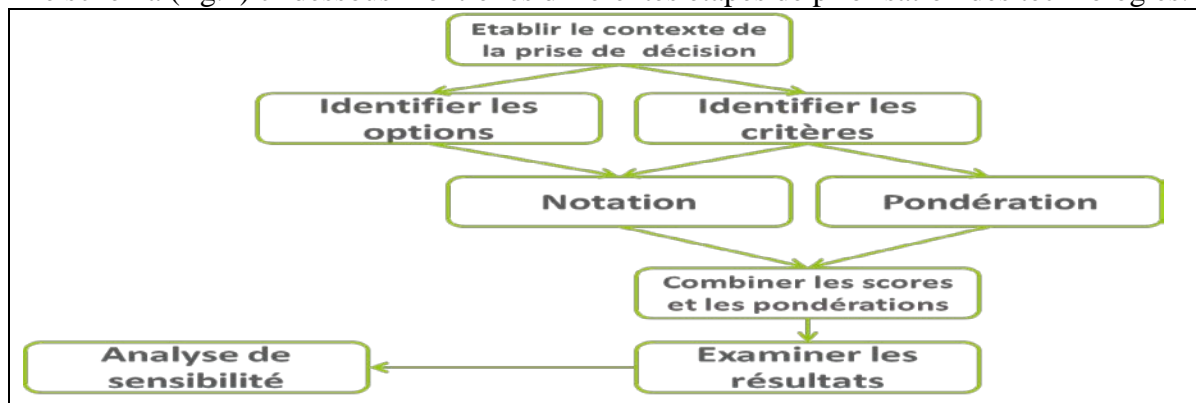 Etablir le contexte de
la prise de décision
Identifier les
options
Identifier les
critères
Notation
Pondération
Combiner les scores
et les pondérations
Analyse de
sensibilité
Examiner les
résultats